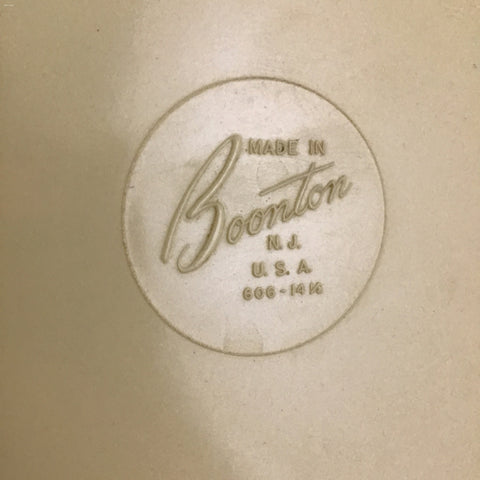 MADE IN
Boonton
N.J.
U.S.A.
606-14½